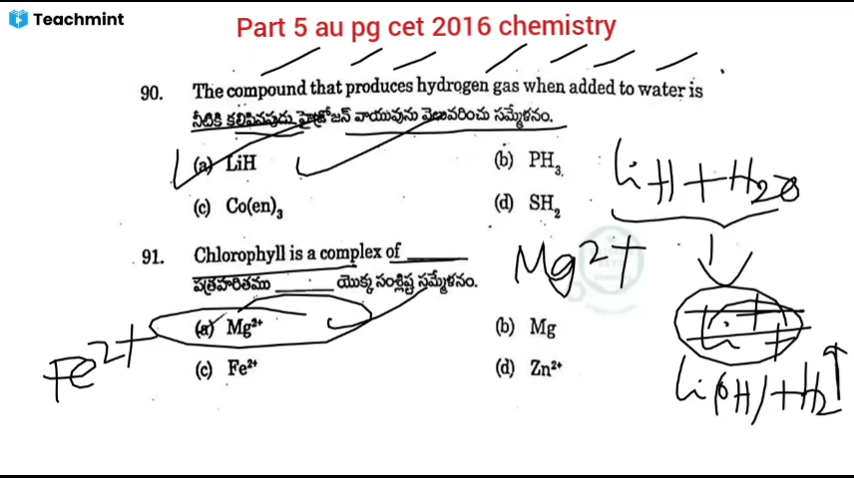 Teachmint
Part 5 au pg cet 2016 chemistry
90. The compound that produces hydrogen gas when added to water is
నీటికి కలిపినపుడు హైడ్రోజన్ వాయువును వెలువరించు సమ్మేళనం.
(a) LiH (b) PH₃
(c) Co(en)₃ (d) SH₂
LiH + H₂O
91. Chlorophyll is a complex of ______
పత్రహరితము ______ యొక్క సంశ్లిష్ట సమ్మేళనం.
Mg²⁺
(a) Mg²⁺ (b) Mg
(c) Fe²⁺ (d) Zn²⁺
Fe²⁺
Li(OH) + H₂↑